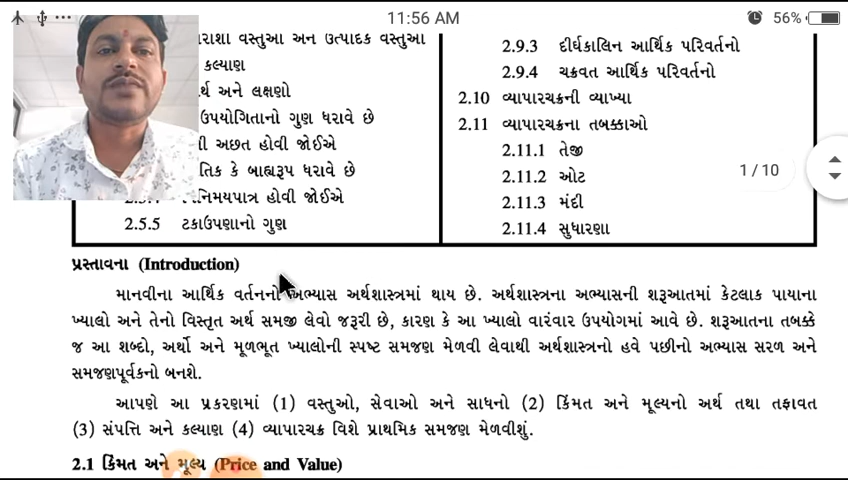 11:56 AM
56%
વસ્તુઓ અને ઉત્પાદક વસ્તુઓ
કલ્યાણ
અને લક્ષણો
ઉપયોગિતાનો ગુણ ધરાવે છે
અછત હોવી જોઈએ
કે બાહ્યરૂપ ધરાવે છે
હોવી જોઈએ
2.5.5 ટકાઉપણાનો ગુણ
2.9.3 દીર્ઘકાલિન આર્થિક પરિવર્તનો
2.9.4 ચક્રવત આર્થિક પરિવર્તનો
2.10 વ્યાપારચક્રની વ્યાખ્યા
2.11 વ્યાપારચક્રના તબક્કાઓ
2.11.1 તેજી
2.11.2 ઓટ
2.11.3 મંદી
2.11.4 સુધારણા
1 / 10
પ્રસ્તાવના (Introduction)
માનવીના આર્થિક વર્તનનો અભ્યાસ અર્થશાસ્ત્રમાં થાય છે. અર્થશાસ્ત્રના અભ્યાસની શરૂઆતમાં કેટલાક પાયાના
ખ્યાલો અને તેનો વિસ્તૃત અર્થ સમજી લેવો જરૂરી છે, કારણ કે આ ખ્યાલો વારંવાર ઉપયોગમાં આવે છે. શરૂઆતના તબક્કે
જ આ શબ્દો, અર્થો અને મૂળભૂત ખ્યાલોની સ્પષ્ટ સમજણ મેળવી લેવાથી અર્થશાસ્ત્રનો હવે પછીનો અભ્યાસ સરળ અને
સમજણપૂર્વકનો બનશે.
આપણે આ પ્રકરણમાં (1) વસ્તુઓ, સેવાઓ અને સાધનો (2) કિંમત અને મૂલ્યનો અર્થ તથા તફાવત
(3) સંપત્તિ અને કલ્યાણ (4) વ્યાપારચક્ર વિશે પ્રાથમિક સમજણ મેળવીશું.
2.1 કિંમત અને મૂલ્ય (Price and Value)